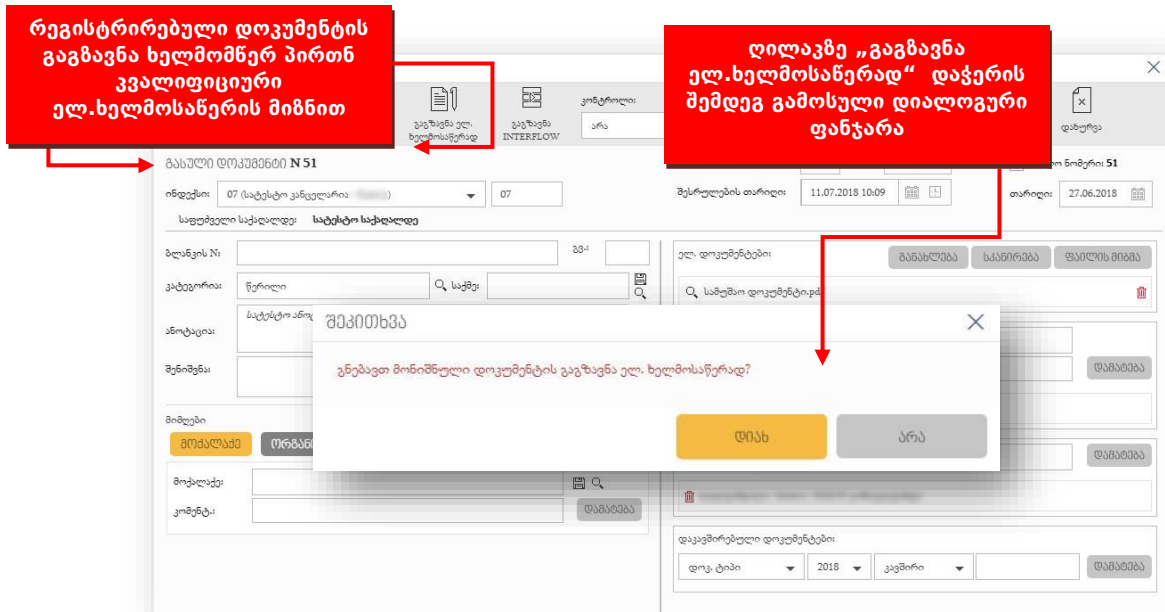 რეგისტრირებული დოკუმენტის
გაგზავნა ხელმომწერ პირთნ
კვალიფიციური
ელ.ხელმოსაწერის მიზნით
ღილაკზე „გაგზავნა
ელ.ხელმოსაწერად“ დაჭერის
შემდეგ გამოსული დიალოგური
ფანჯარა
გაგზავნა ელ.
ხელმოსაწერად
გაგზავნა
INTERFLOW
კონტროლი:
არა
დახურვა
გასული დოკუმენტი N 51
ნომერი: 51
ინდექსი: 07 (სატესტო კანცელარია ) 07
შესრულების თარიღი: 11.07.2018 10:09 თარიღი: 27.06.2018
საფუძველი საქაღალდე: სატესტო საქაღალდე
ბლანკის N: გვ.:
ელ. დოკუმენტები: განახლება სკანირება ფაილის მიბმა
კატეგორია: წერილი საქმე:
სამუშაო დოკუმენტი.pd
ანოტაცია: სატესტო
შენიშვნა:
დამატება
შეკითხვა
გნებავთ მონიშნული დოკუმენტის გაგზავნა ელ. ხელმოსაწერად?
დიახ არა
მიმღები
მოქალაქე
დამატება
მოქალაქე:
კომენტ.: დამატება
დაკავშირებული დოკუმენტები:
დოკ. ტიპი 2018 კავშირი დამატება